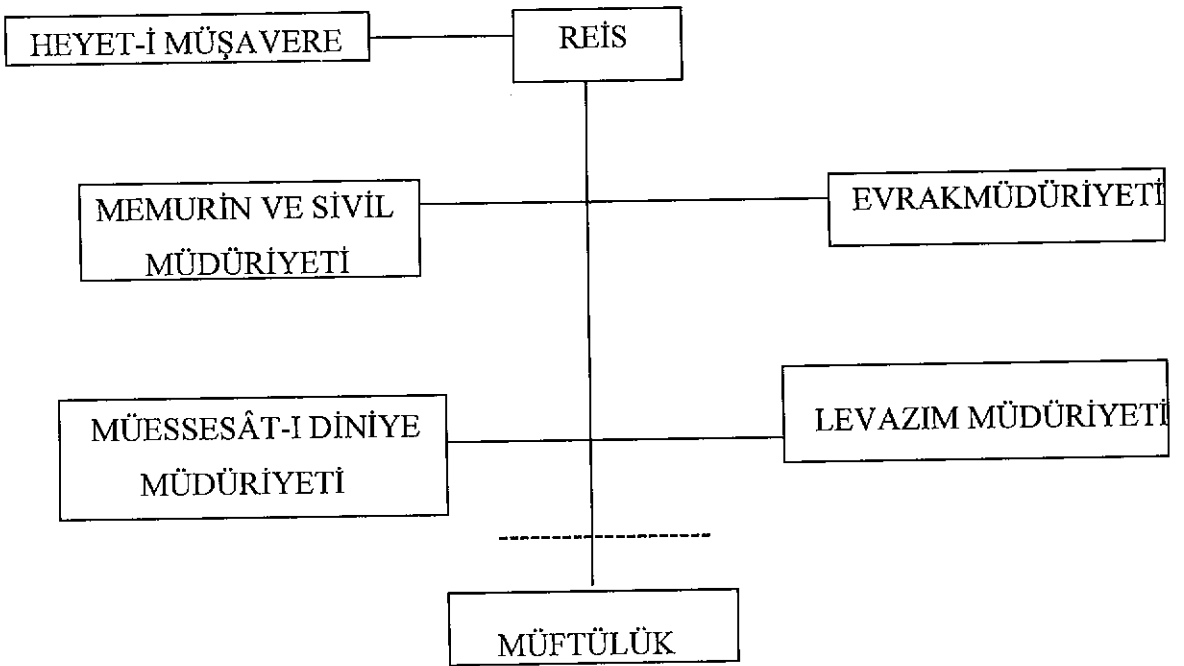 HEYET-İ MÜŞAVERE
REİS
MEMURİN VE SİVİL
MÜDÜRİYETİ
EVRAKMÜDÜRİYETİ
MÜESSESÂT-I DİNİYE
MÜDÜRİYETİ
LEVAZIM MÜDÜRİYETİ
MÜFTÜLÜK